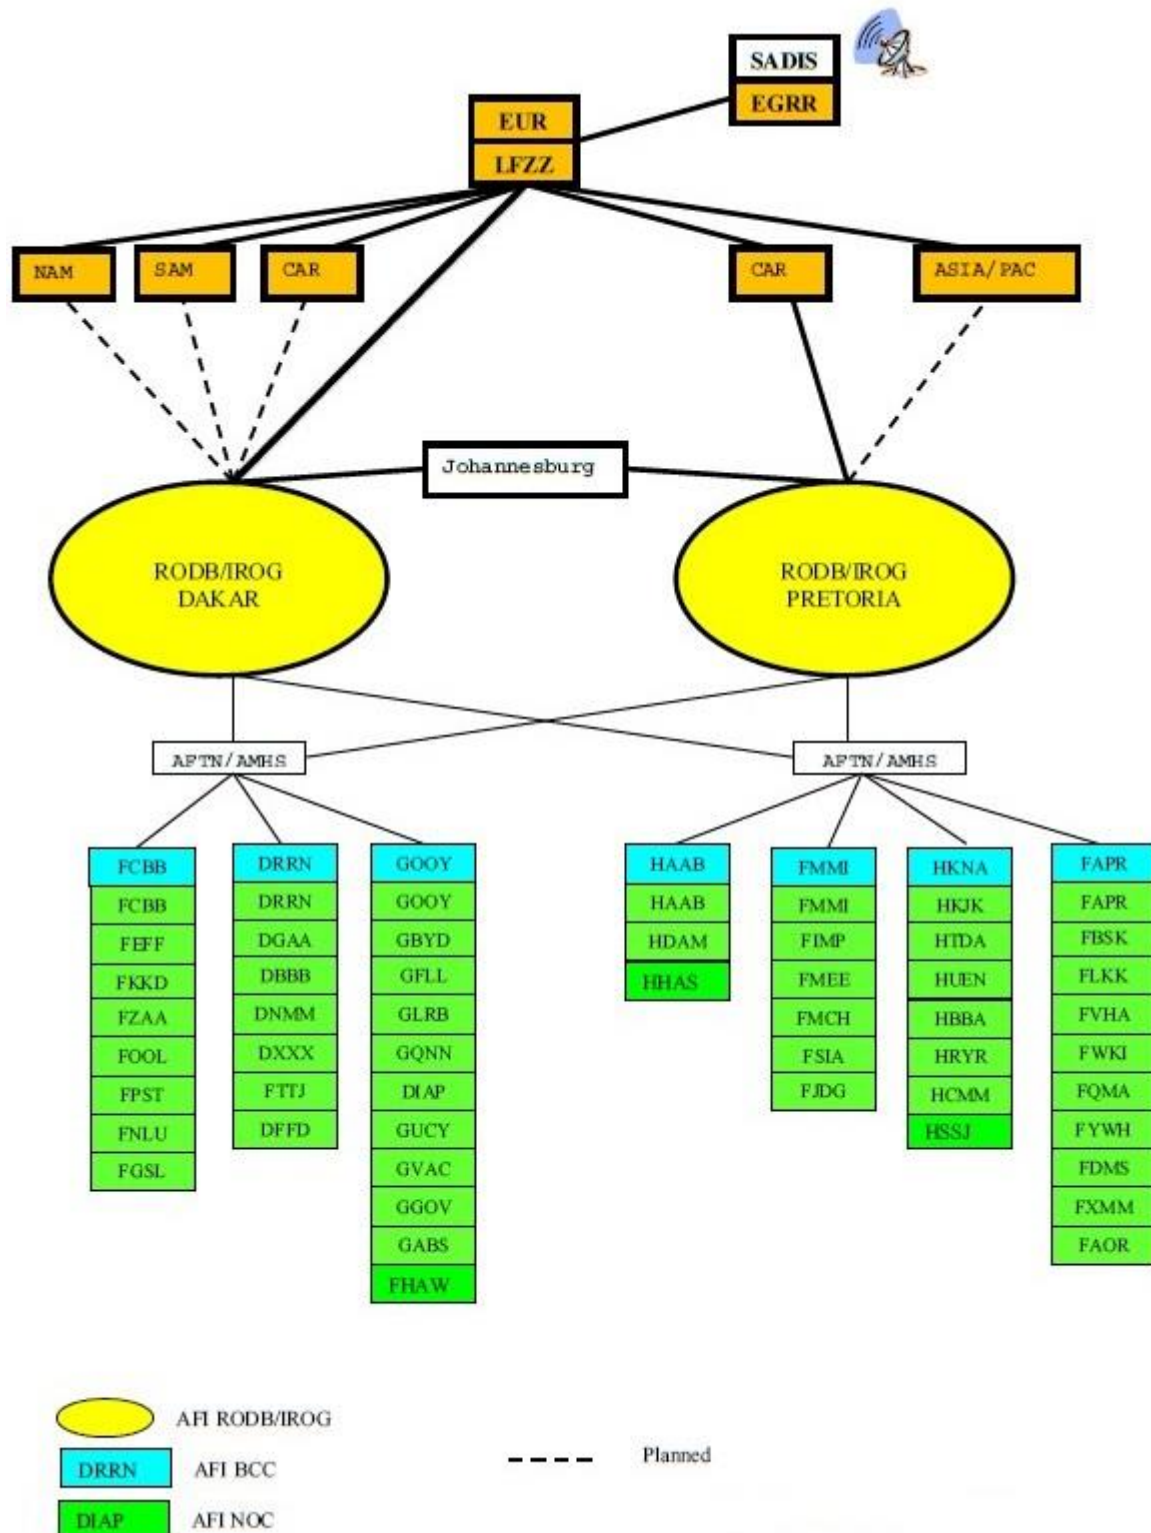 SADIS
EGRR
EUR
LFZZ
NAM
SAM
CAR
CAR
ASIA/PAC
Johannesburg
RODB/IROG
DAKAR
RODB/IROG
PRETORIA
AFTN/AMHS
AFTN/AMHS
FCBB
FCBB
FEFF
FKKD
FZAA
FOOL
FPST
FNLU
FGSL
DRRN
DRRN
DGAA
DBBB
DNMM
DXXX
FTTJ
DFFD
GOOY
GOOY
GBYD
GFLL
GLRB
GQNN
DIAP
GUCY
GVAC
GGOV
GABS
FHAW
HAAB
HAAB
HDAM
HHAS
FMMI
FMMI
FIMP
FMEE
FMCH
FSIA
FJDG
HKNA
HKJK
HTDA
HUEN
HBBA
HRYR
HCMM
HSSJ
FAPR
FAPR
FBSK
FLKK
FVHA
FWKI
FQMA
FYWH
FDMS
FXMM
FAOR
AFI RODB/IROG
DRRN AFI BCC
Planned
DIAP AFI NOC